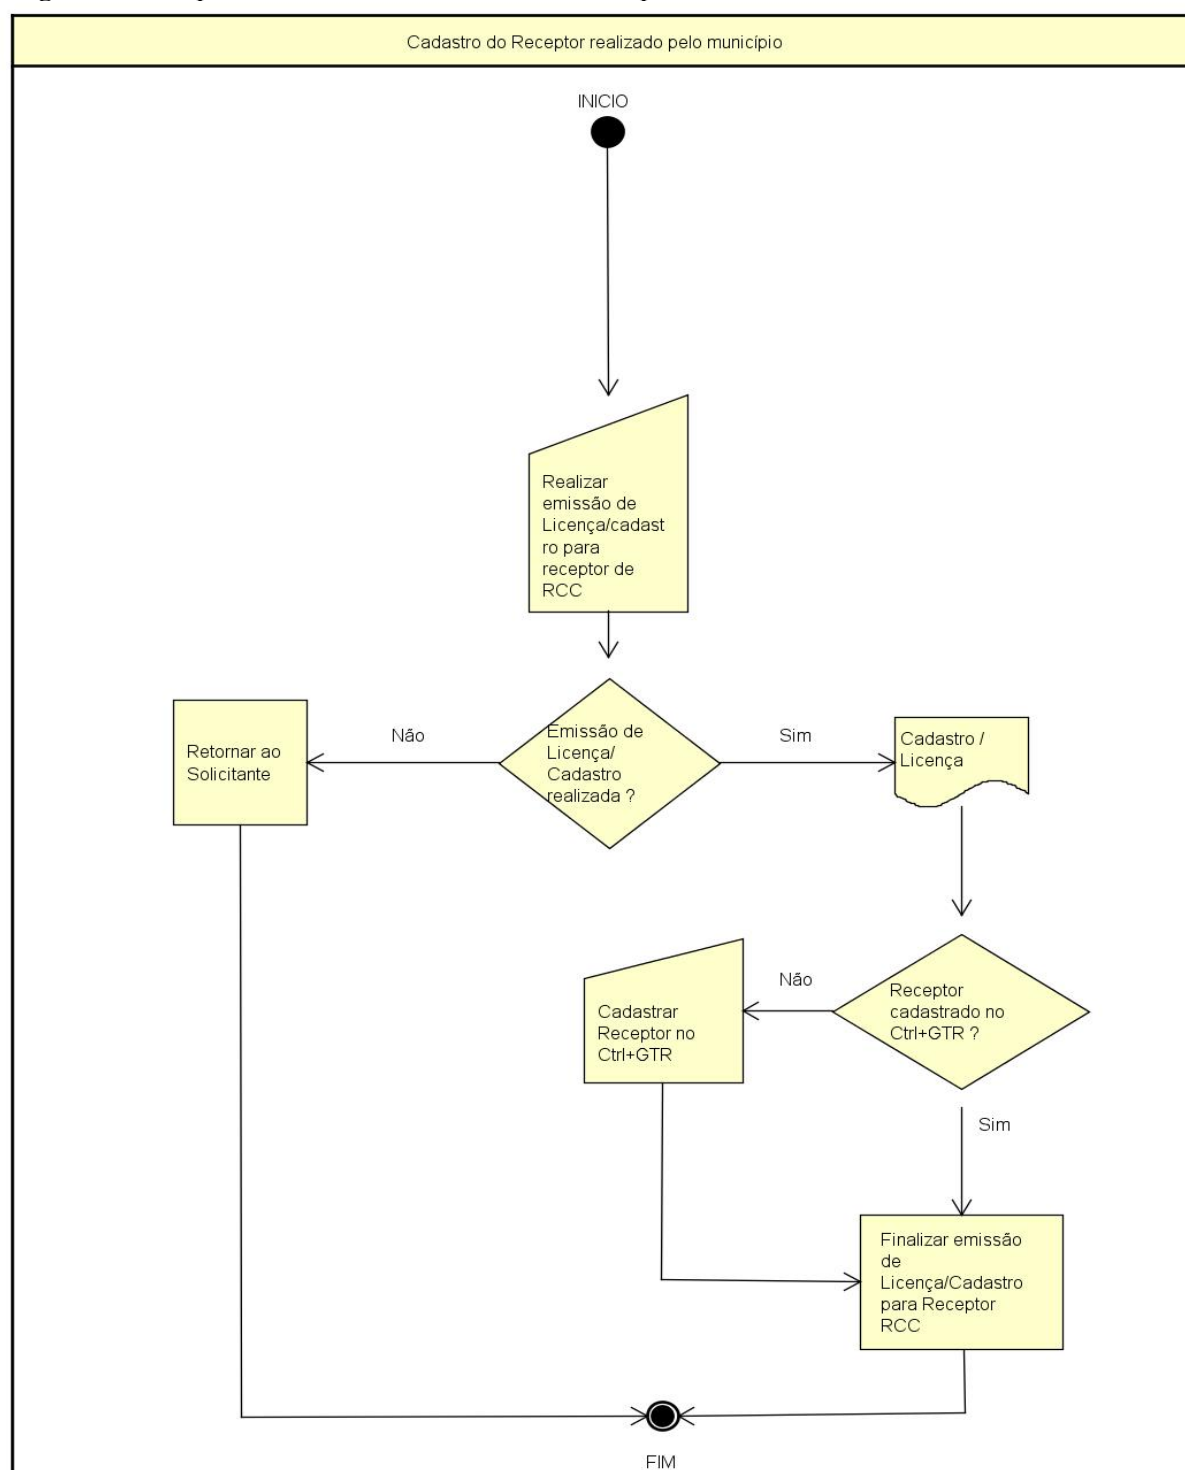 Cadastro do Receptor realizado pelo município
INICIO
Realizar
emissão de
Licença/cadast
ro para
receptor de
RCC
Emissão de
Licença/
Cadastro
realizada ?
Não
Sim
Retornar ao
Solicitante
Cadastro /
Licença
Receptor
cadastrado no
Ctrl+GTR ?
Não
Cadastrar
Receptor no
Ctrl+GTR
Sim
Finalizar emissão
de
Licença/Cadastro
para Receptor
RCC
FIM